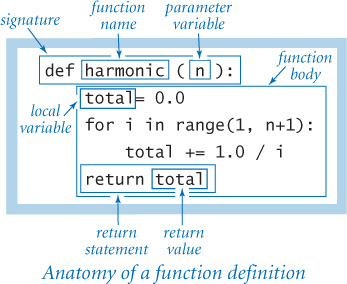 function name
parameter variable
signature
def harmonic ( n ):
function body
local variable
total = 0.0
for i in range(1, n+1):
total += 1.0 / i
return total
return statement
return value
Anatomy of a function definition